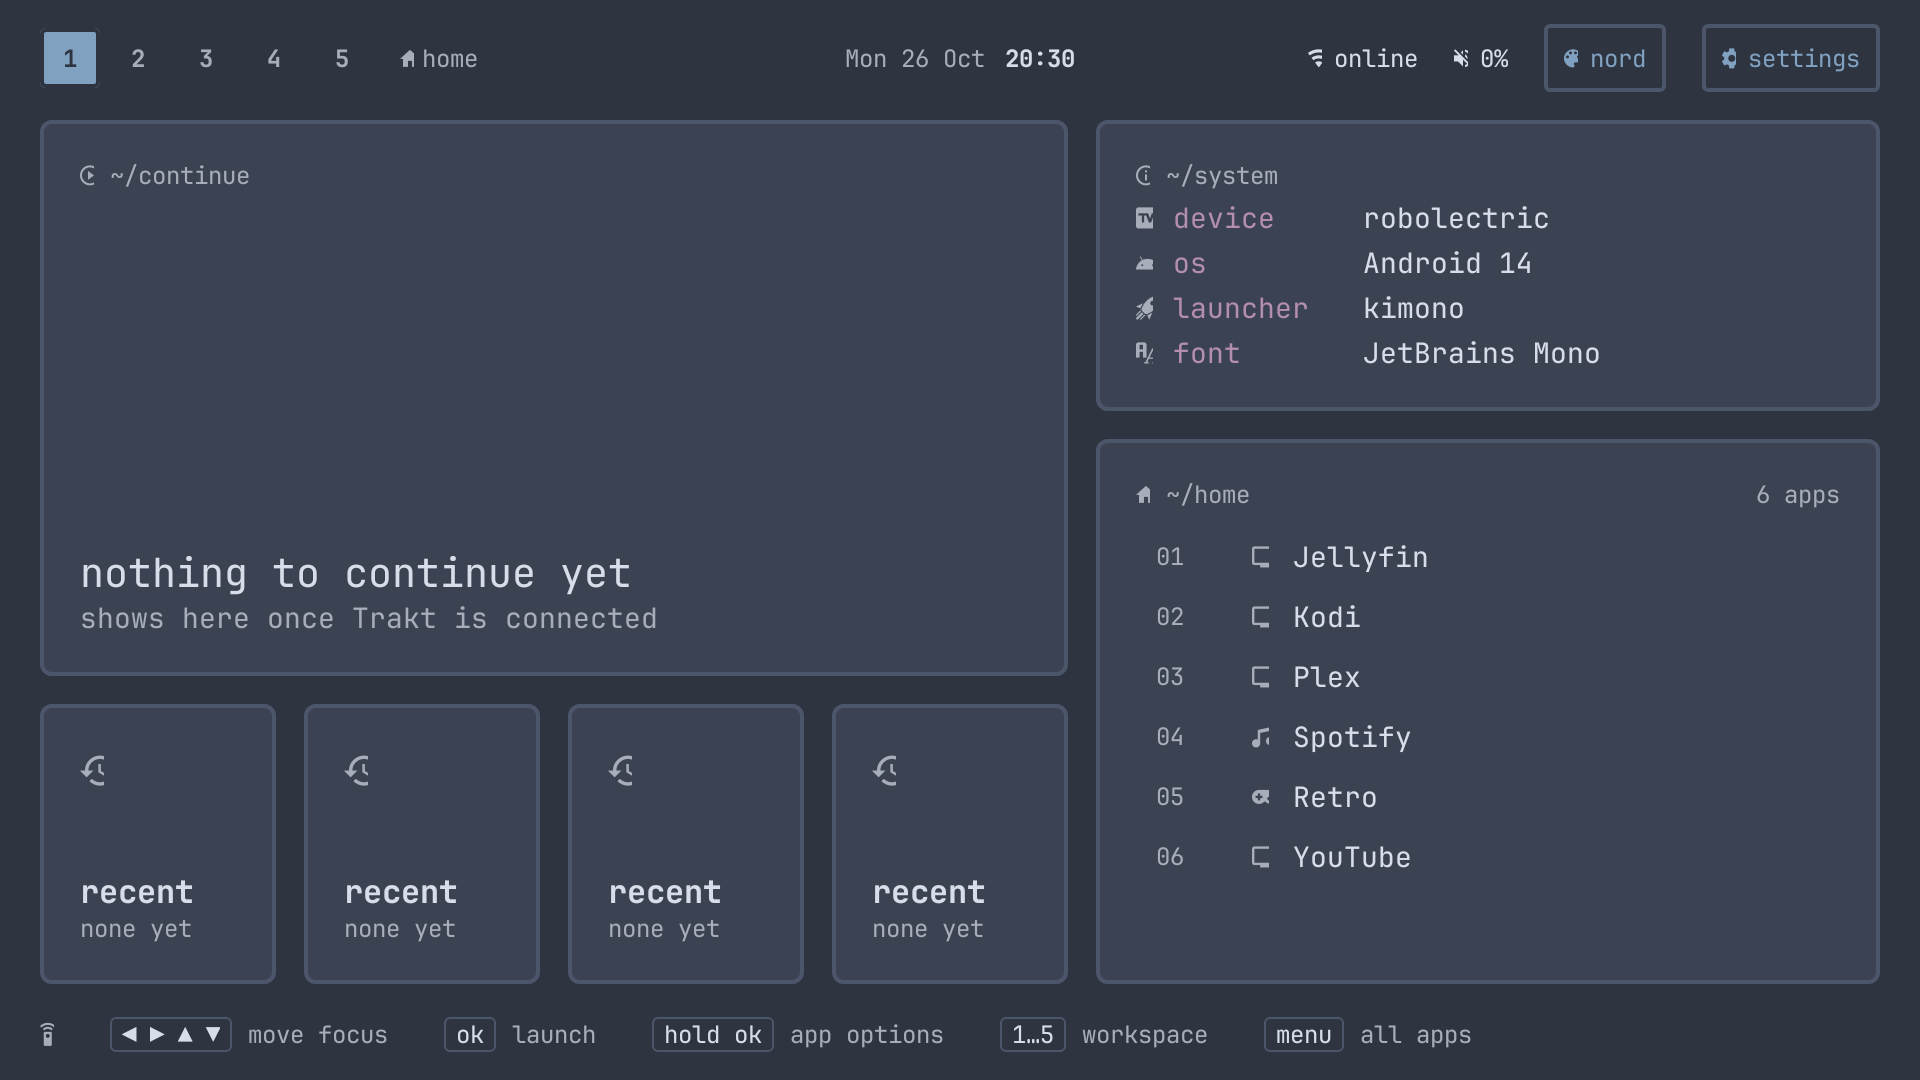 1 2 3 4 5 home
Mon 26 Oct 20:30
online 0% nord settings
~/continue
nothing to continue yet
shows here once Trakt is connected
recent
none yet
recent
none yet
recent
none yet
recent
none yet
~/system
device robolectric
os Android 14
launcher kimono
font JetBrains Mono
~/home 6 apps
01 Jellyfin
02 Kodi
03 Plex
04 Spotify
05 Retro
06 YouTube
◀ ▶ ▲ ▼ move focus ok launch hold ok app options 1…5 workspace menu all apps